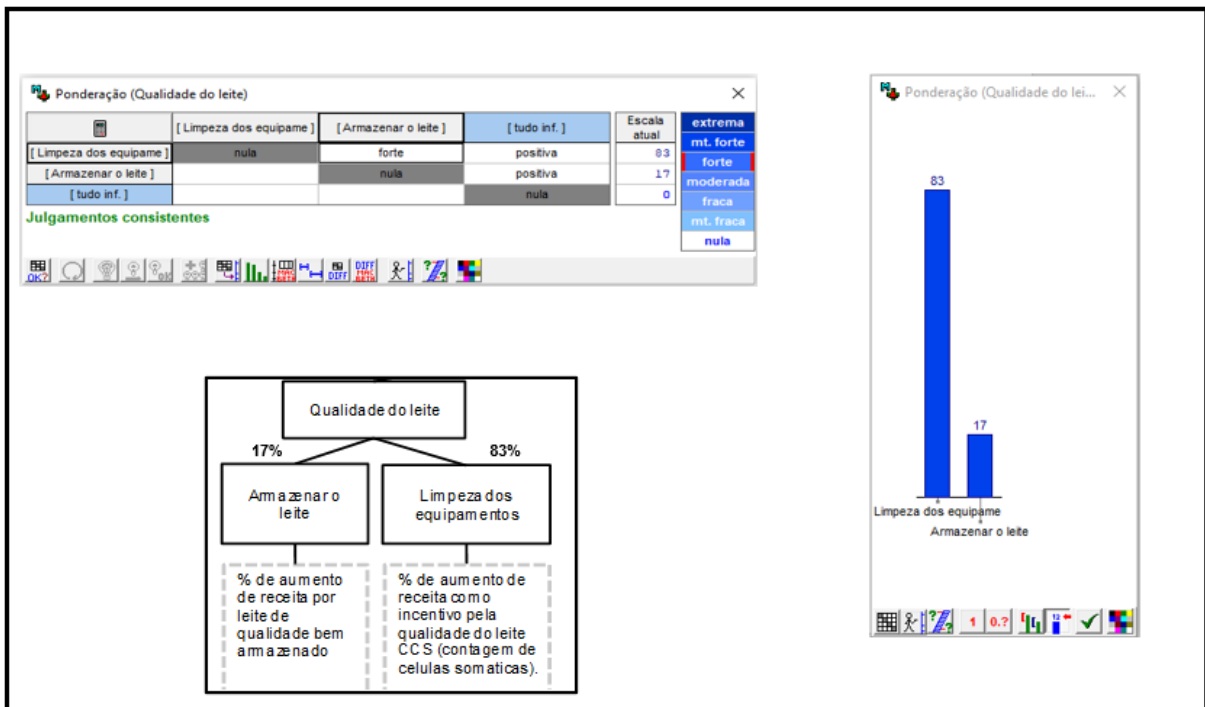 Ponderação (Qualidade do leite)
[ Limpeza dos equipame ] [ Armazenar o leite ] [ tudo inf. ] Escala atual
[ Limpeza dos equipame ] nula forte positiva 83
[ Armazenar o leite ] nula positiva 17
[ tudo inf. ] nula 0
Julgamentos consistentes
extrema
mt. forte
forte
moderada
fraca
mt. fraca
nula
Ponderação (Qualidade do lei...
83
17
Limpeza dos equipame
Armazenar o leite
1 0.?
Qualidade do leite
17% 83%
Armazenar o
leite
Limpeza dos
equipamentos
% de aumento
de receita por
leite de
qualidade bem
armazenado
% de aumento de
receita como
incentivo pela
qualidade do leite
CCS (contagem de
celulas somaticas).